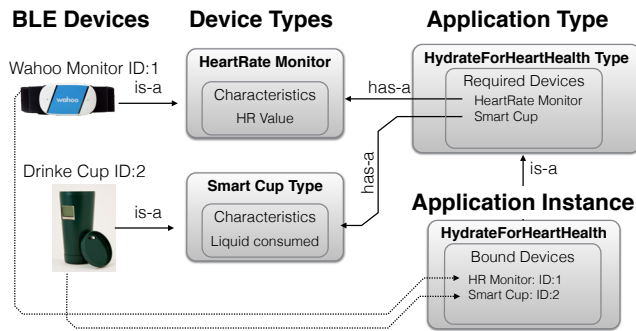 BLE Devices
Device Types
Application Type
Wahoo Monitor ID:1
wahoo
is-a
HeartRate Monitor
Characteristics
HR Value
has-a
HydrateForHeartHealth Type
Required Devices
HeartRate Monitor
Smart Cup
Drinke Cup ID:2
is-a
Smart Cup Type
Characteristics
Liquid consumed
has-a
is-a
Application Instance
HydrateForHeartHealth
Bound Devices
HR Monitor: ID:1
Smart Cup: ID:2